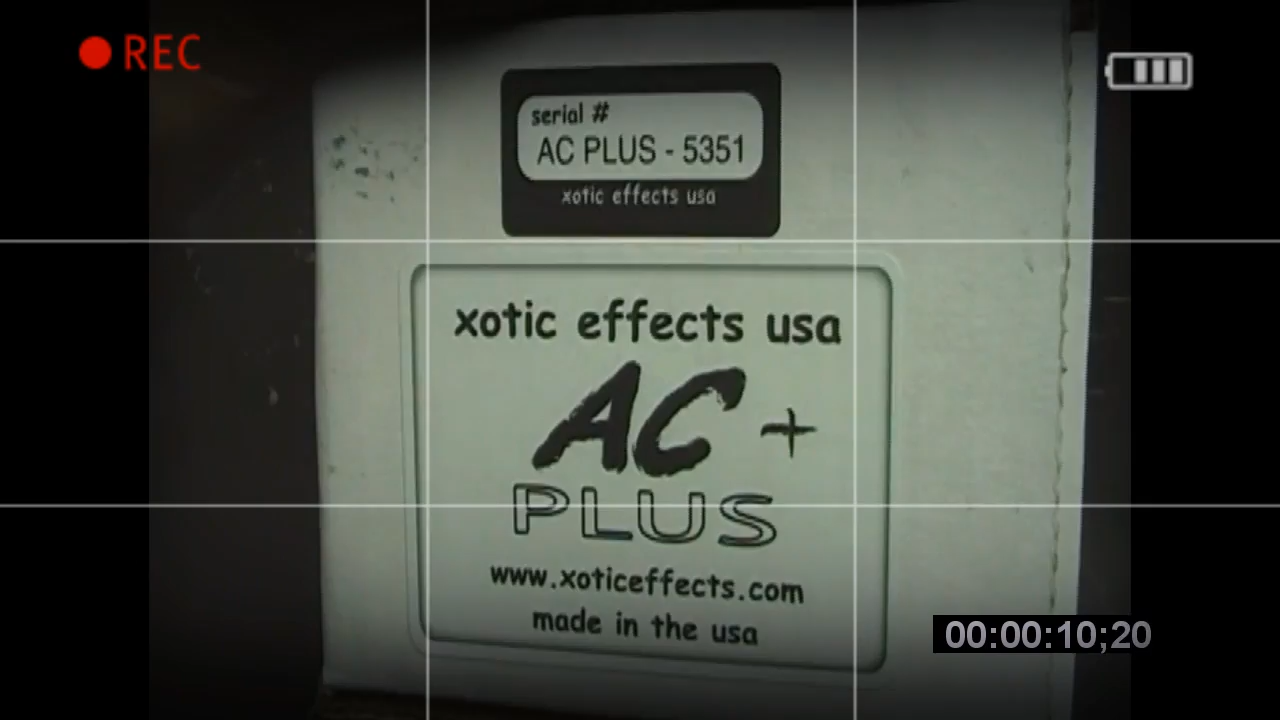 REC
serial #
AC PLUS - 5351
xotic effects usa
xotic effects usa
AC +
PLUS
www.xoticeffects.com
made in the usa
00:00:10;20